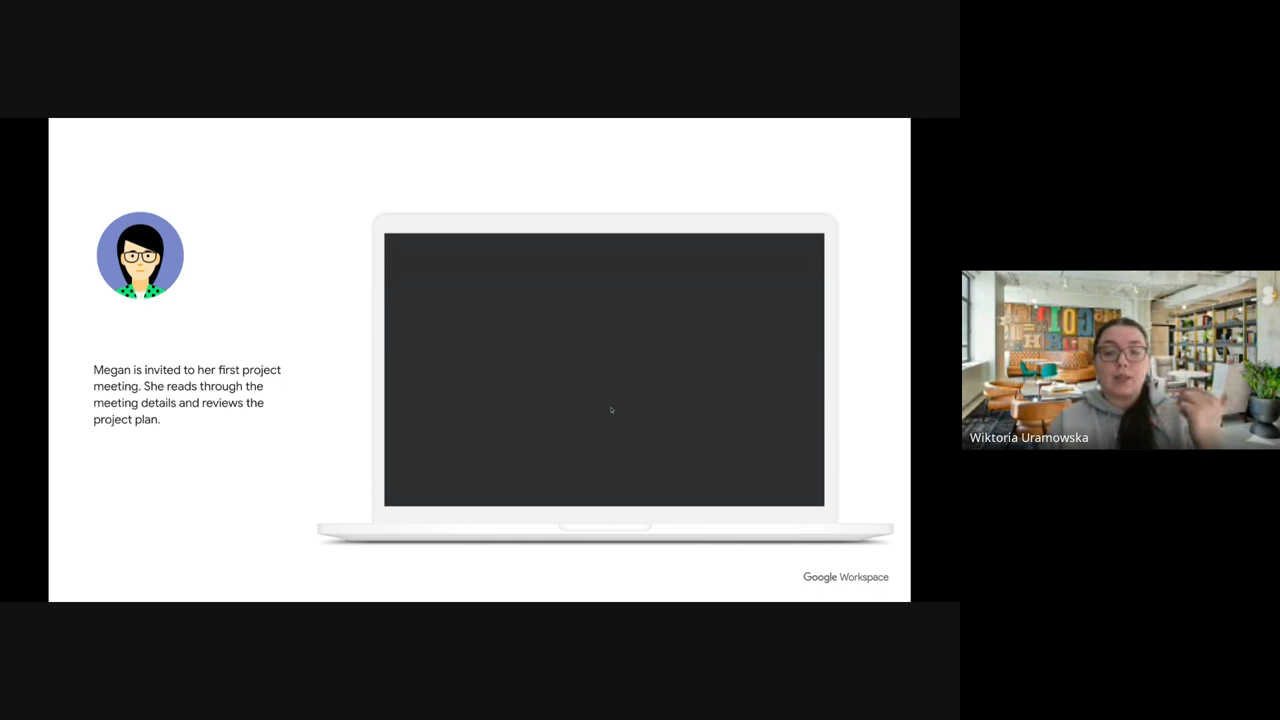 Megan is invited to her first project
meeting. She reads through the
meeting details and reviews the
project plan.
Google Workspace
Wiktoria Uramowska